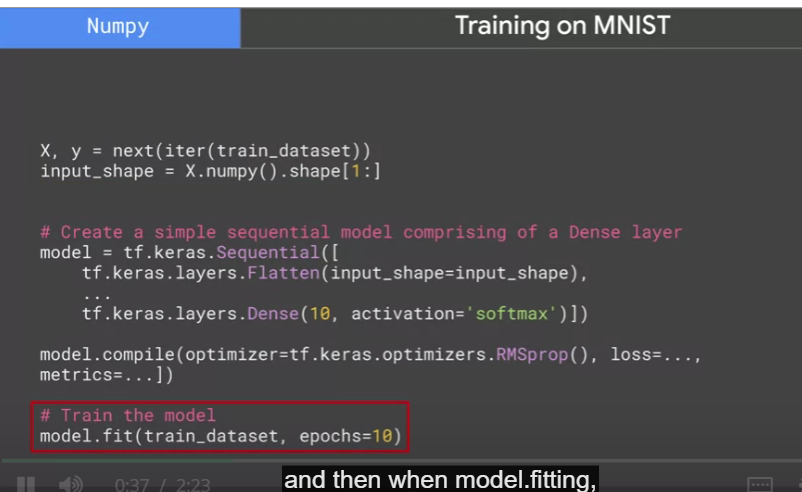 Numpy
Training on MNIST
X, y = next(iter(train_dataset))
input_shape = X.numpy().shape[1:]
# Create a simple sequential model comprising of a Dense layer
model = tf.keras.Sequential([
    tf.keras.layers.Flatten(input_shape=input_shape),
    ...
    tf.keras.layers.Dense(10, activation='softmax')])
model.compile(optimizer=tf.keras.optimizers.RMSprop(), loss=...,
metrics=...])
# Train the model
model.fit(train_dataset, epochs=10)
0:37 / 2:23
and then when model.fitting,